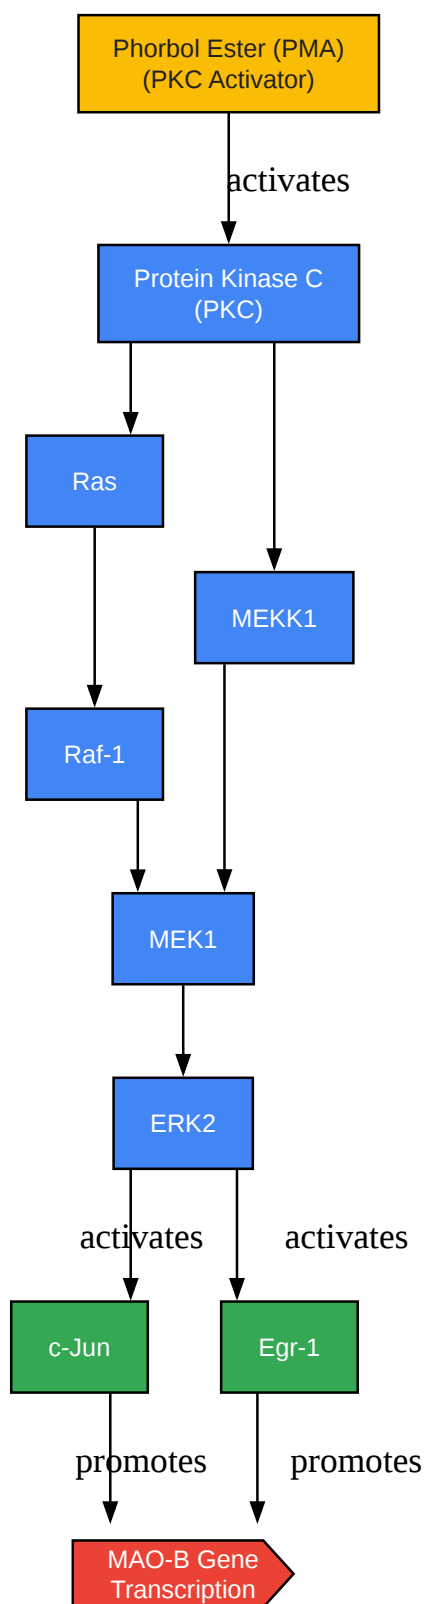 Phorbol Ester (PMA)
(PKC Activator)
activates
Protein Kinase C
(PKC)
Ras
MEKK1
Raf-1
MEK1
ERK2
activates
activates
c-Jun
Egr-1
promotes
promotes
MAO-B Gene
Transcription